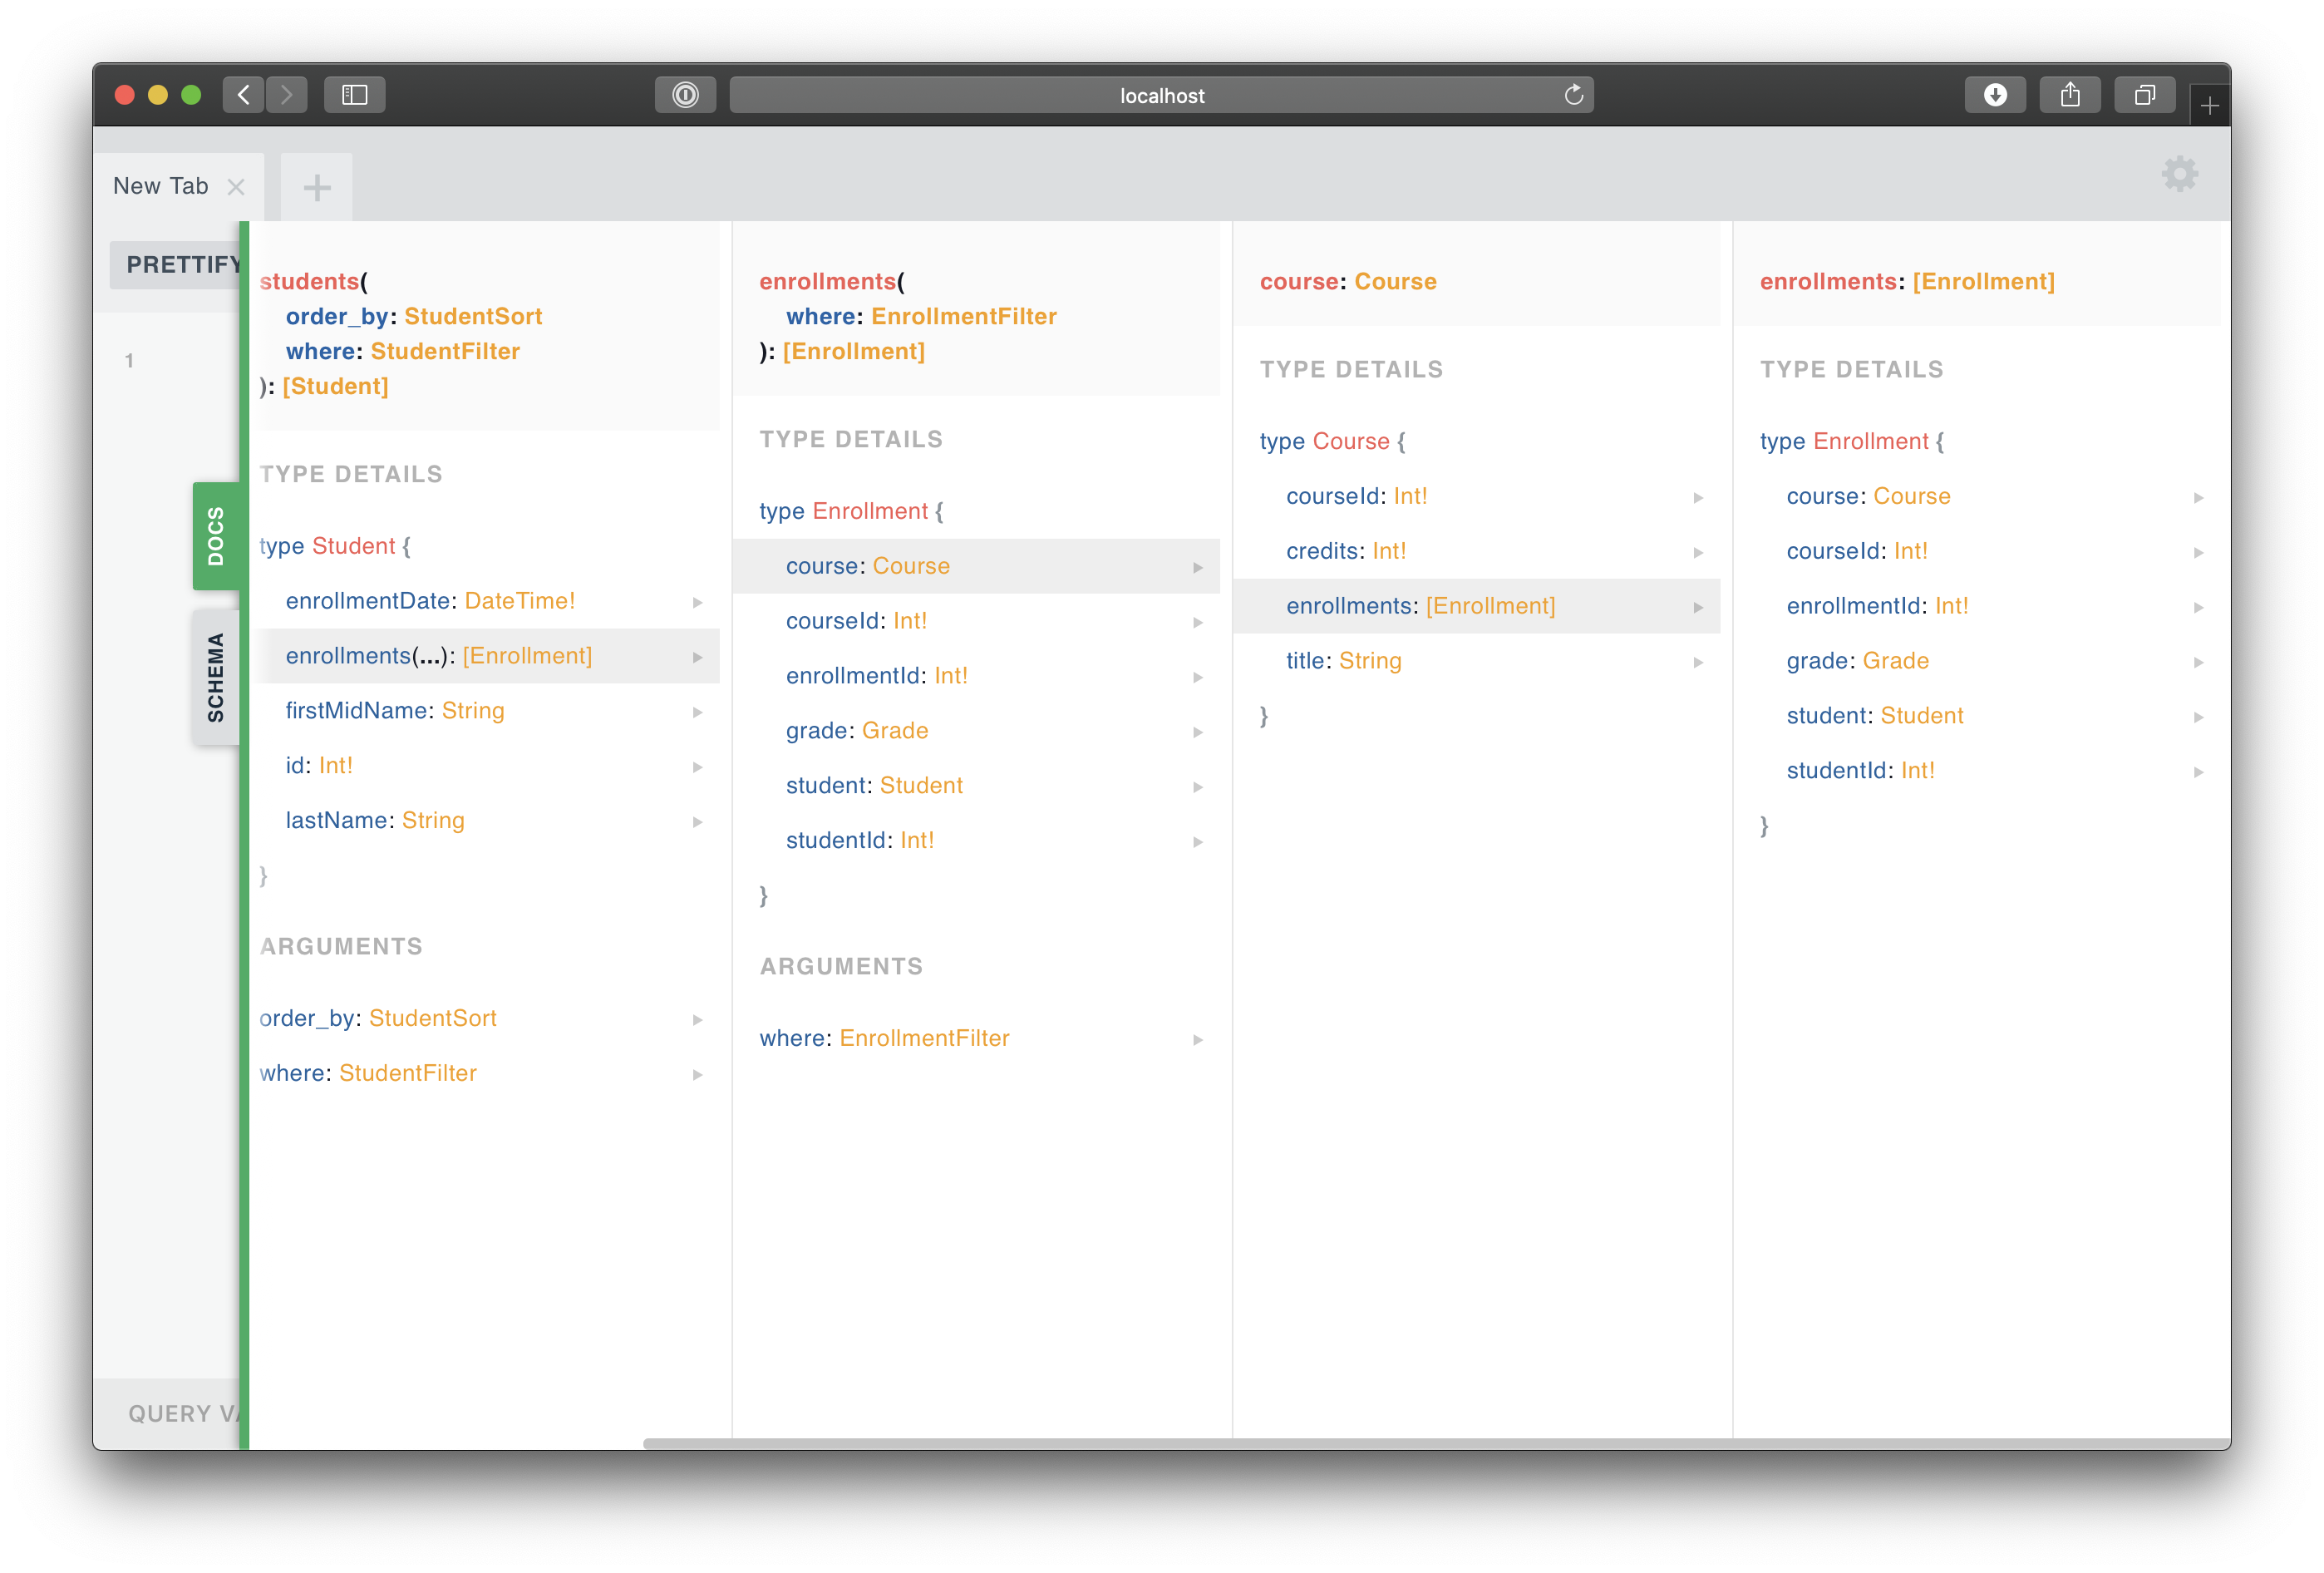 localhost
New Tab
PRETTIFY
1
DOCS
SCHEMA
QUERY VA
students(
order_by: StudentSort
where: StudentFilter
): [Student]
TYPE DETAILS
type Student {
enrollmentDate: DateTime!
enrollments(...): [Enrollment]
firstMidName: String
id: Int!
lastName: String
}
ARGUMENTS
order_by: StudentSort
where: StudentFilter
enrollments(
where: EnrollmentFilter
): [Enrollment]
TYPE DETAILS
type Enrollment {
course: Course
courseId: Int!
enrollmentId: Int!
grade: Grade
student: Student
studentId: Int!
}
ARGUMENTS
where: EnrollmentFilter
course: Course
TYPE DETAILS
type Course {
courseId: Int!
credits: Int!
enrollments: [Enrollment]
title: String
}
enrollments: [Enrollment]
TYPE DETAILS
type Enrollment {
course: Course
courseId: Int!
enrollmentId: Int!
grade: Grade
student: Student
studentId: Int!
}